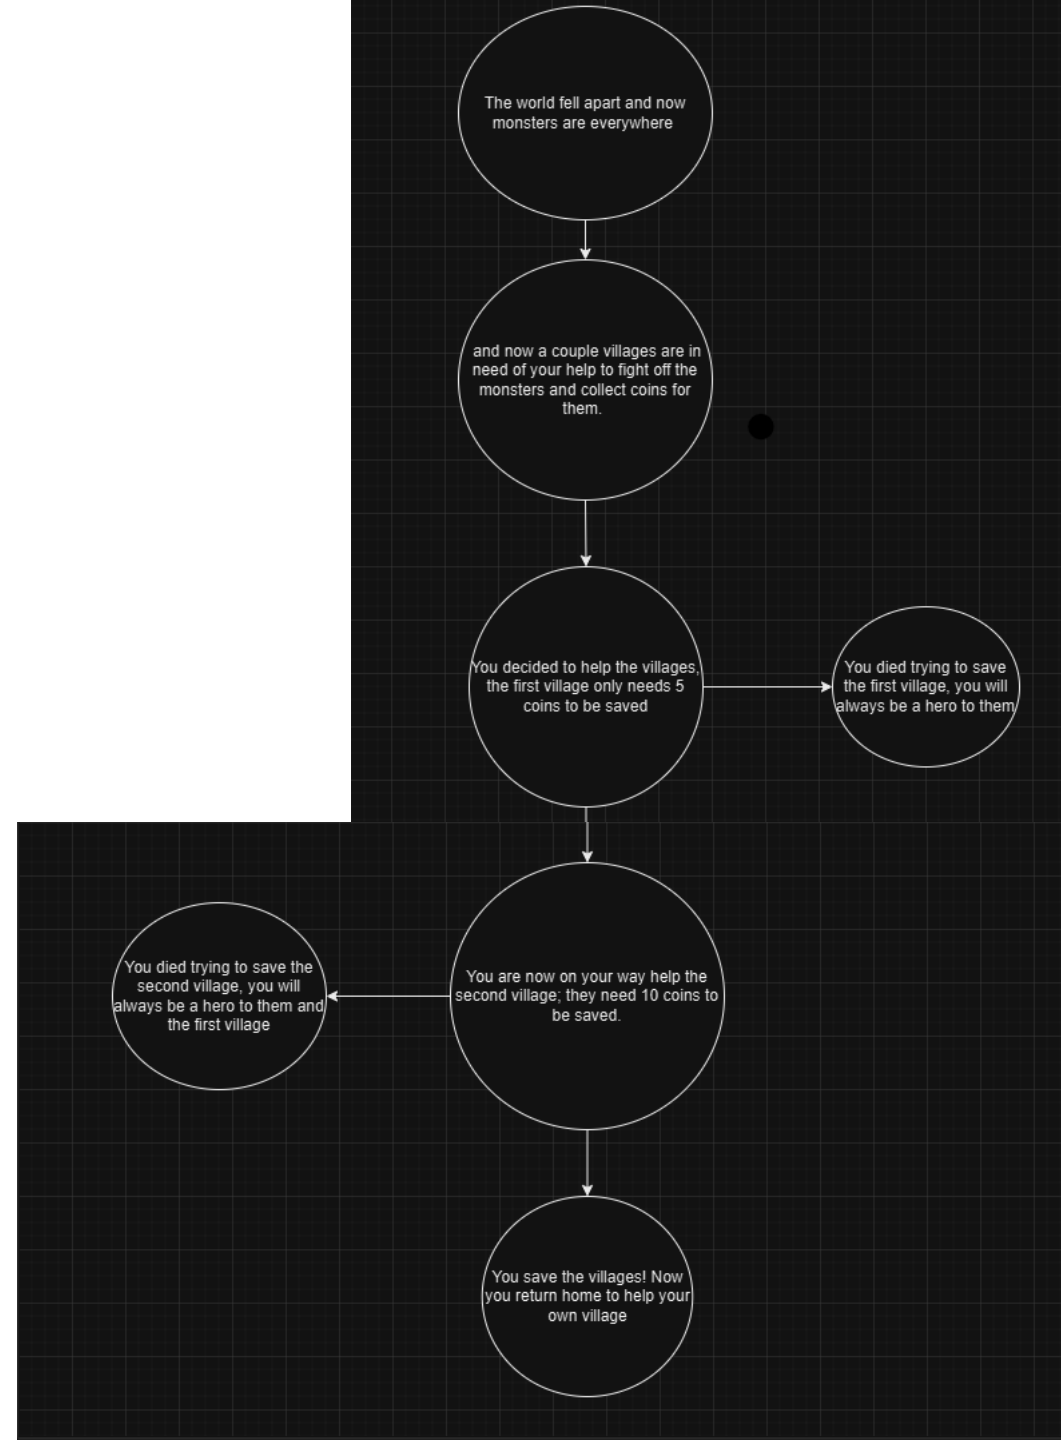 The world fell apart and now
monsters are everywhere
and now a couple villages are in
need of your help to fight off the
monsters and collect coins for
them.
You decided to help the villages,
the first village only needs 5
coins to be saved
You died trying to save
the first village, you will
always be a hero to them
You are now on your way help the
second village; they need 10 coins to
be saved.
You died trying to save the
second village, you will
always be a hero to them and
the first village
You save the villages! Now
you return home to help your
own village